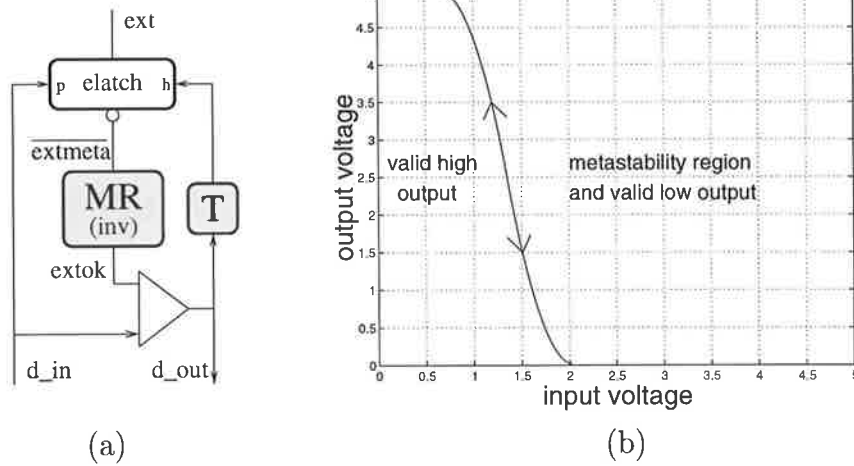 ext
p elatch h
extmeta
MR
(inv)
T
extok
d_in
d_out
(a)
4.5
4
3.5
3
2.5
2
1.5
1
0.5
0
output voltage
valid high
output
metastability region
and valid low output
0 0.5 1 1.5 2 2.5 3 3.5 4 4.5 5
input voltage
(b)